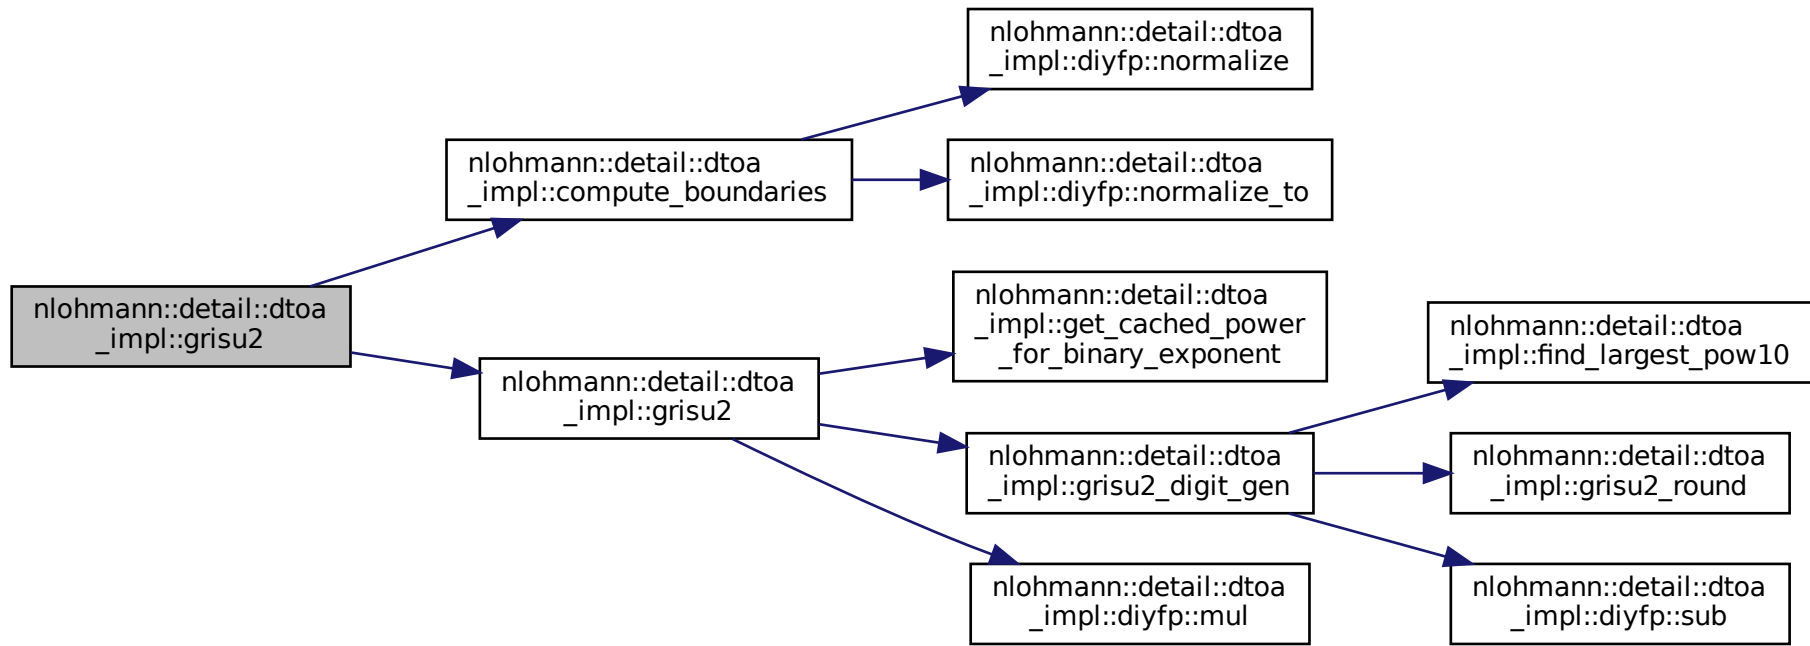 nlohmann::detail::dtoa
_impl::grisu2
nlohmann::detail::dtoa
_impl::compute_boundaries
nlohmann::detail::dtoa
_impl::diyfp::normalize
nlohmann::detail::dtoa
_impl::diyfp::normalize_to
nlohmann::detail::dtoa
_impl::grisu2
nlohmann::detail::dtoa
_impl::get_cached_power
_for_binary_exponent
nlohmann::detail::dtoa
_impl::grisu2_digit_gen
nlohmann::detail::dtoa
_impl::find_largest_pow10
nlohmann::detail::dtoa
_impl::grisu2_round
nlohmann::detail::dtoa
_impl::diyfp::sub
nlohmann::detail::dtoa
_impl::diyfp::mul